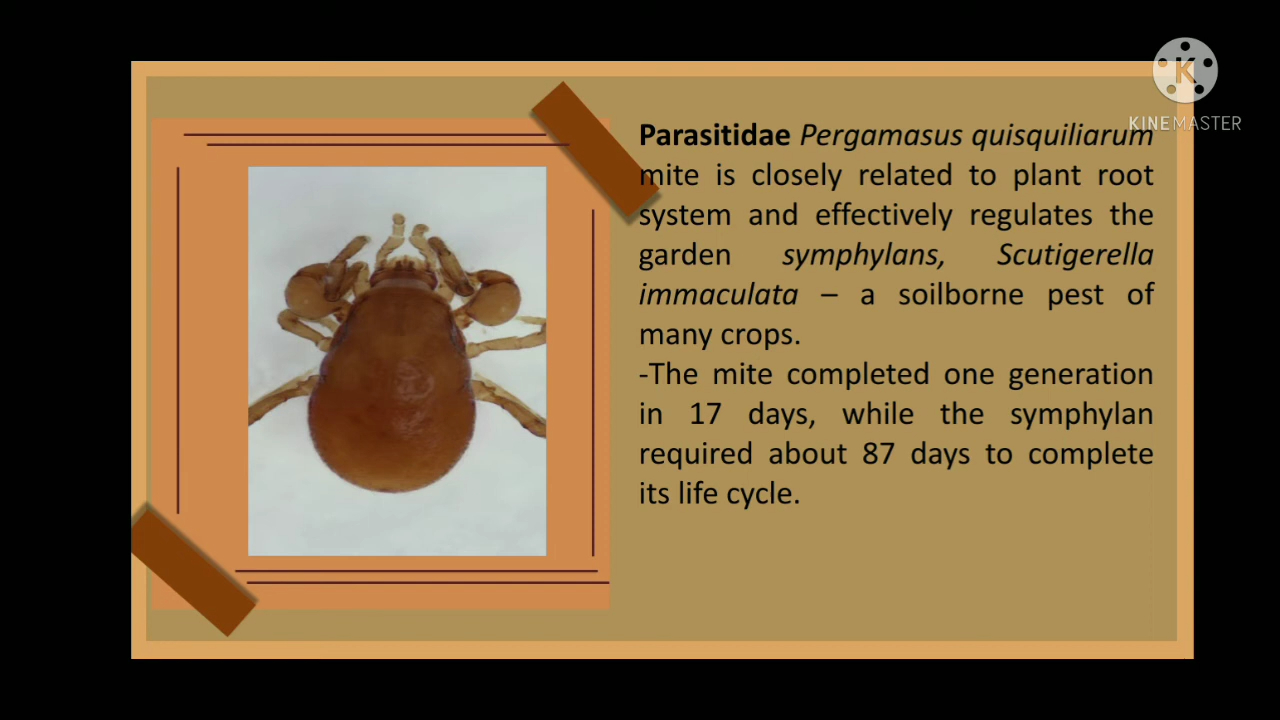 K
KINEMASTER
Parasitidae Pergamasus quisquiliarum
mite is closely related to plant root
system and effectively regulates the
garden symphylans, Scutigerella
immaculata – a soilborne pest of
many crops.
-The mite completed one generation
in 17 days, while the symphylan
required about 87 days to complete
its life cycle.